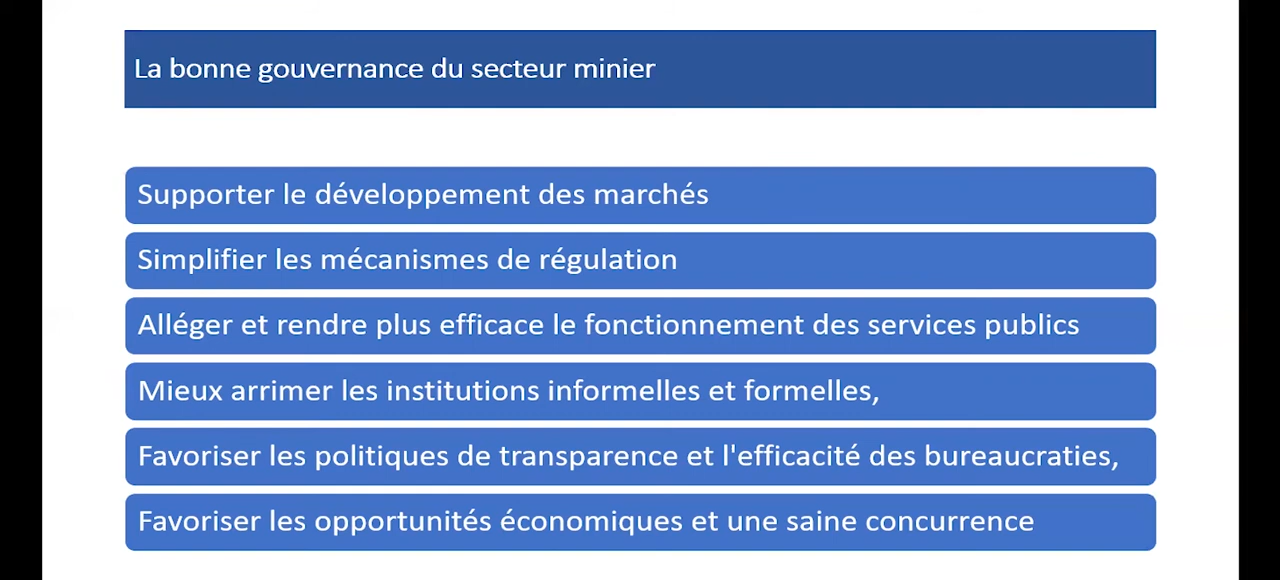 La bonne gouvernance du secteur minier
Supporter le développement des marchés
Simplifier les mécanismes de régulation
Alléger et rendre plus efficace le fonctionnement des services publics
Mieux arrimer les institutions informelles et formelles,
Favoriser les politiques de transparence et l'efficacité des bureaucraties,
Favoriser les opportunités économiques et une saine concurrence